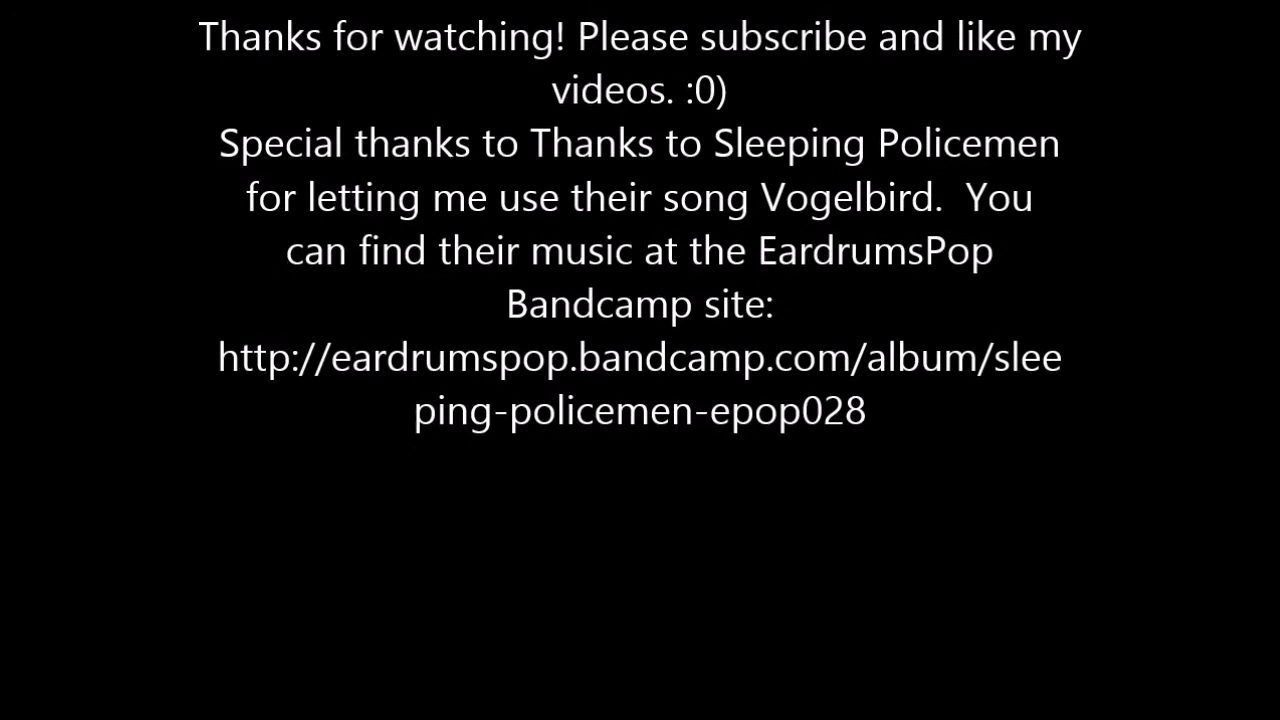 Thanks for watching! Please subscribe and like my
videos. :0)
Special thanks to Thanks to Sleeping Policemen
for letting me use their song Vogelbird.  You
can find their music at the EardrumsPop
Bandcamp site:
http://eardrumspop.bandcamp.com/album/slee
ping-policemen-epop028